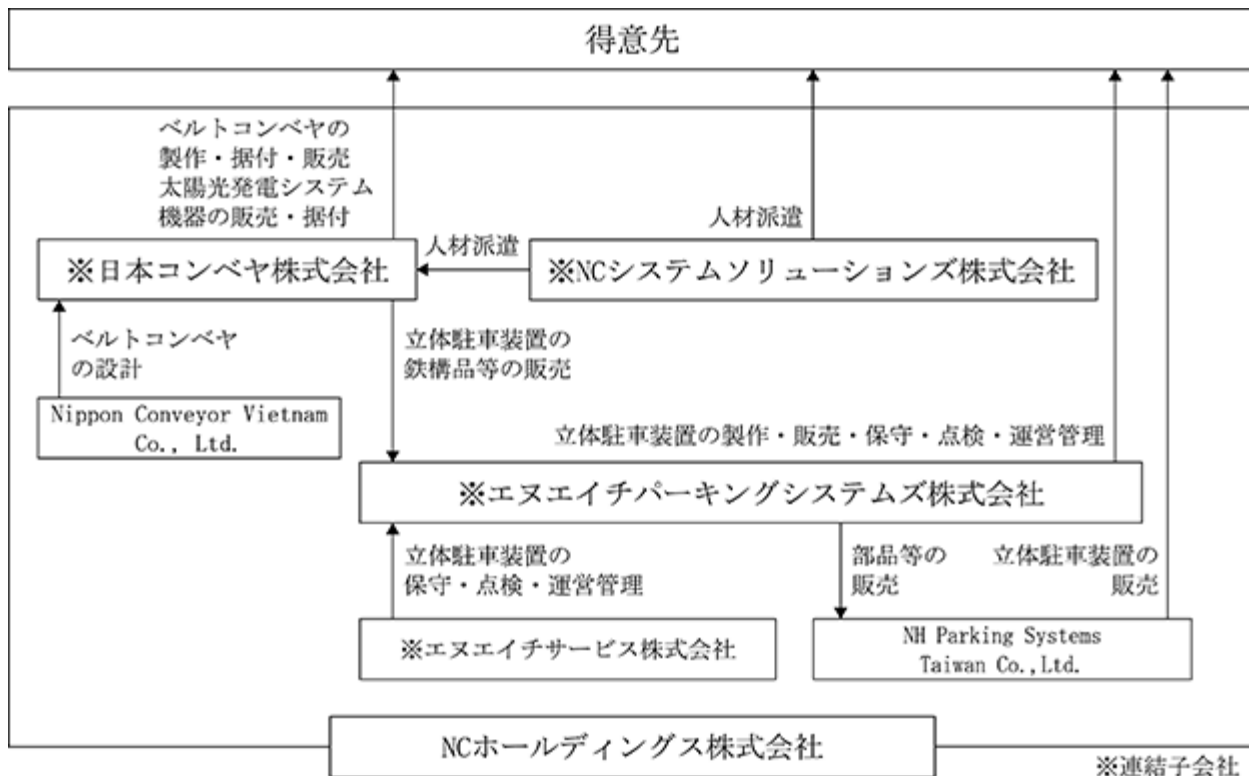 得意先
ベルトコンベヤの
製作・据付・販売
太陽光発電システム
機器の販売・据付
人材派遣
人材派遣
※日本コンベヤ株式会社
※NCシステムソリューションズ株式会社
ベルトコンベヤ
の設計
立体駐車装置の
鉄構品等の販売
Nippon Conveyor Vietnam
Co., Ltd.
立体駐車装置の製作・販売・保守・点検・運営管理
※エヌエイチパーキングシステムズ株式会社
立体駐車装置の
保守・点検・運営管理
部品等の
販売
立体駐車装置の
販売
※エヌエイチサービス株式会社
NH Parking Systems
Taiwan Co.,Ltd.
NCホールディングス株式会社
※連結子会社